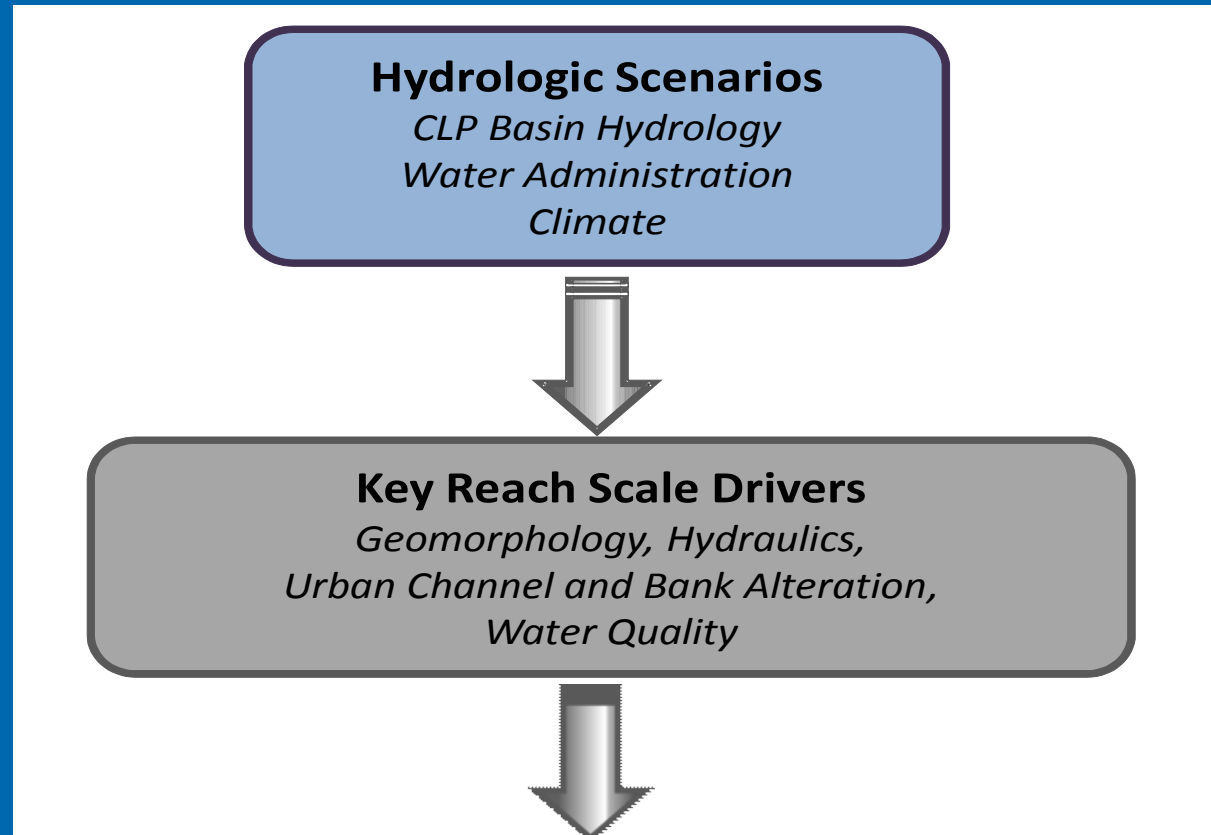 Hydrologic Scenarios
CLP Basin Hydrology
Water Administration
Climate
Key Reach Scale Drivers
Geomorphology, Hydraulics,
Urban Channel and Bank Alteration,
Water Quality